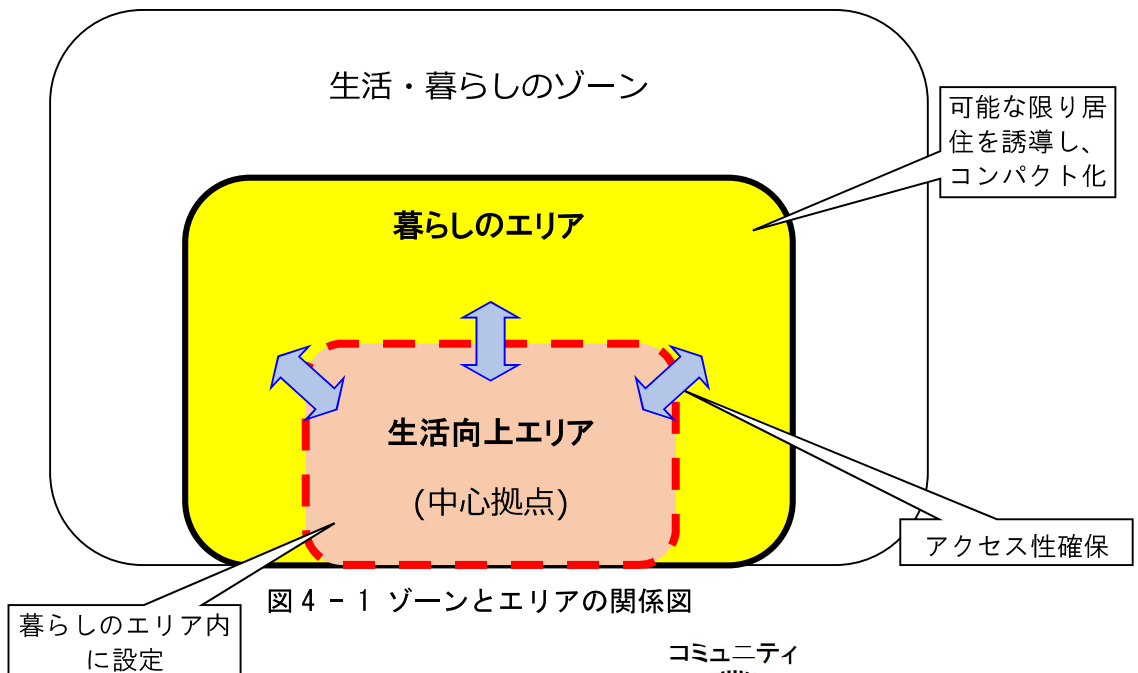 生活・暮らしのゾーン
可能な限り居
住を誘導し、
コンパクト化
暮らしのエリア
生活向上エリア
(中心拠点)
アクセス性確保
図4-1 ゾーンとエリアの関係図
暮らしのエリア内
に設定
コミュニティ